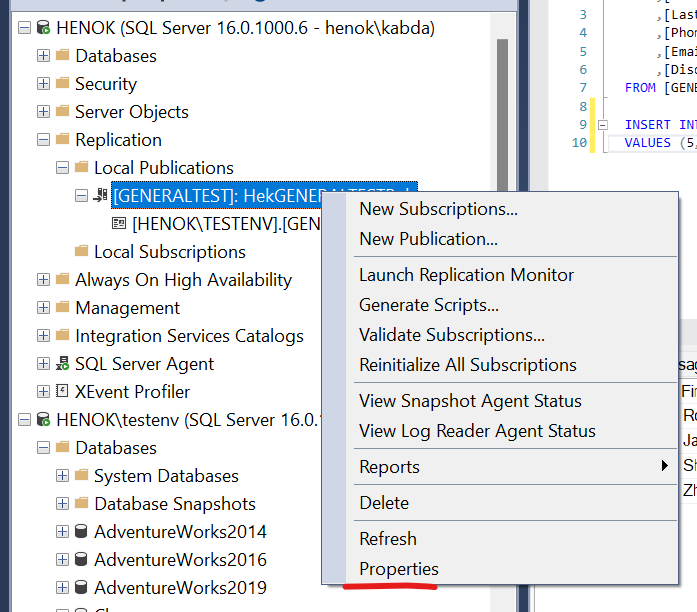 HENOK (SQL Server 16.0.1000.6 - henok\kabda)
Databases
Security
Server Objects
Replication
Local Publications
[GENERALTEST]: HekGENERALTESTP
[HENOK\TESTENV].[GEN
Local Subscriptions
Always On High Availability
Management
Integration Services Catalogs
SQL Server Agent
XEvent Profiler
HENOK\testenv (SQL Server 16.0.1
Databases
System Databases
Database Snapshots
AdventureWorks2014
AdventureWorks2016
AdventureWorks2019
New Subscriptions...
New Publication...
Launch Replication Monitor
Generate Scripts...
Validate Subscriptions...
Reinitialize All Subscriptions
View Snapshot Agent Status
View Log Reader Agent Status
Reports
Delete
Refresh
Properties
3 ,[Last
4 ,[Phon
5 ,[Emai
6 ,[Disc
7 FROM [GENE
8
9 INSERT INT
10 VALUES (5,
sag
Fi
Ro
Ja
Sh
Zh